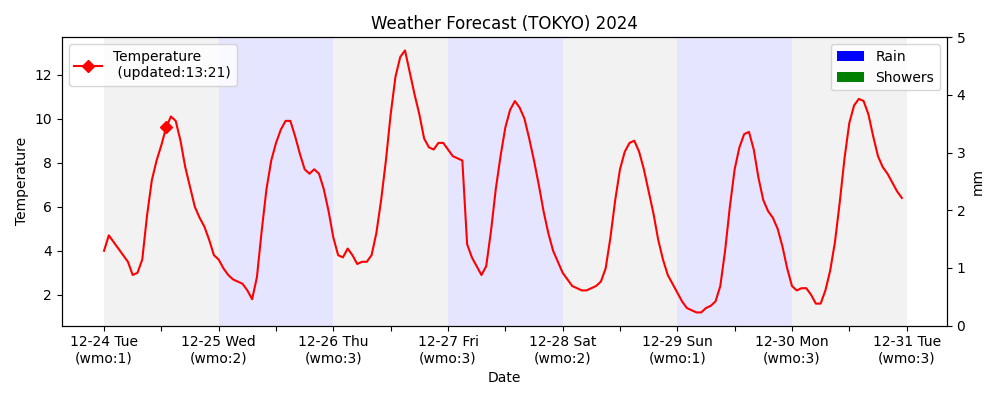 Weather Forecast (TOKYO) 2024
Temperature
(updated:13:21)
Rain
Showers
Temperature
12
10
8
6
4
2
5
4
3
2
1
0
mm
12-24 Tue
(wmo:1)
12-25 Wed
(wmo:2)
12-26 Thu
(wmo:3)
12-27 Fri
(wmo:3)
12-28 Sat
(wmo:2)
12-29 Sun
(wmo:1)
12-30 Mon
(wmo:3)
12-31 Tue
(wmo:3)
Date